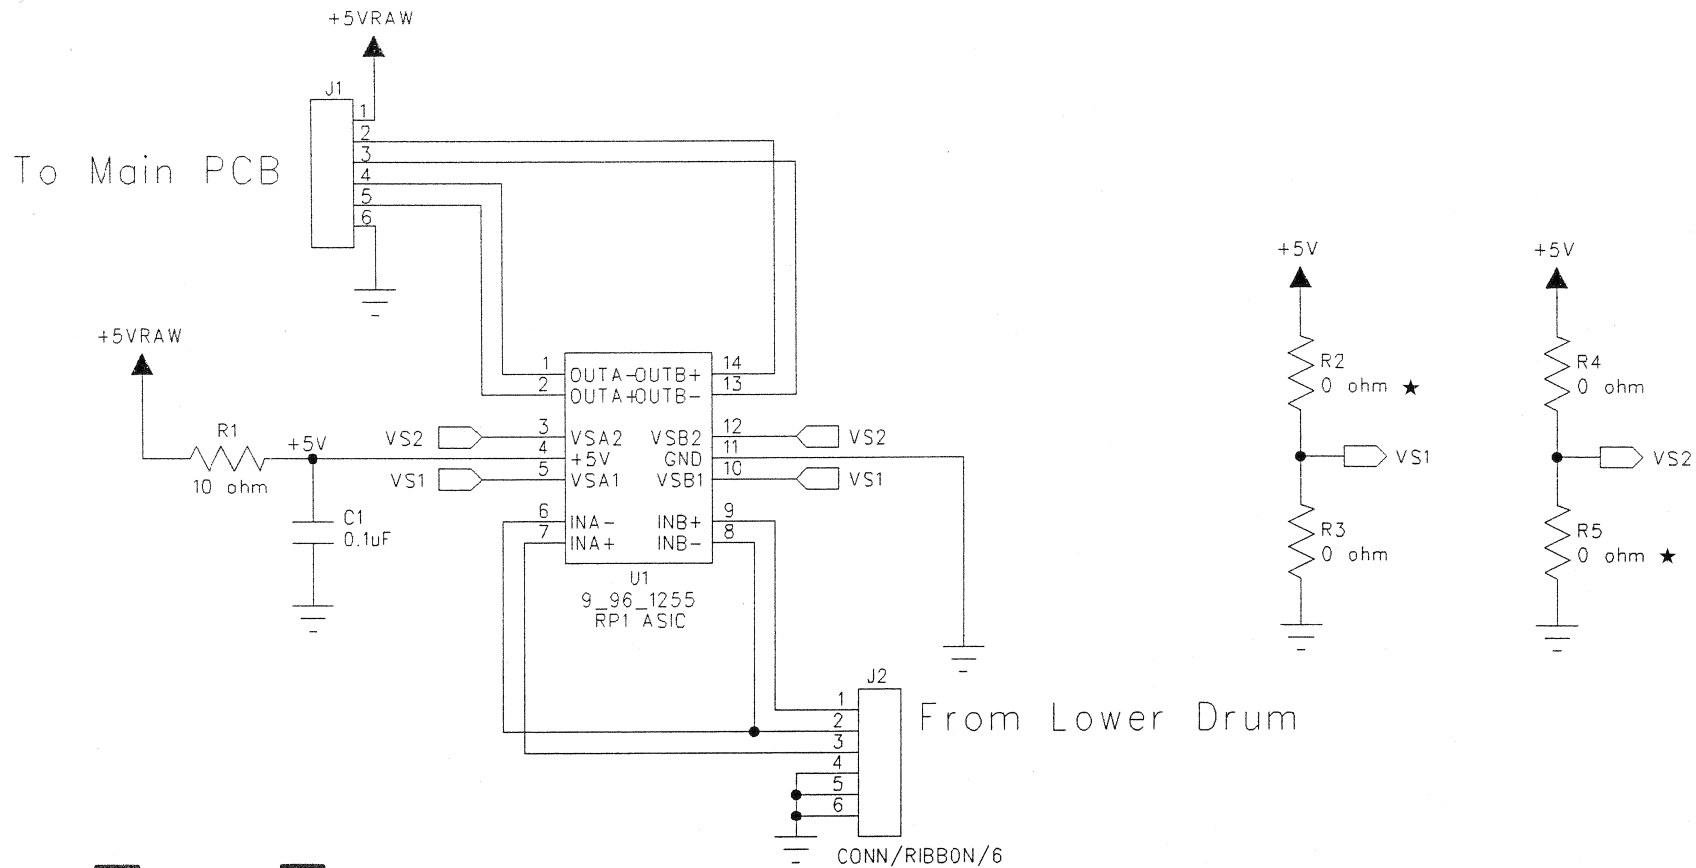 +5VRAW
J1
1
2
3
4
5
6
To Main PCB
+5VRAW
R1
10 ohm
+5V
C1
0.1uF
VS2
VS1
1 OUTA- OUTB+ 14
2 OUTA+ OUTB- 13
3 VSA2 VSB2 12
4 +5V GND 11
5 VSA1 VSB1 10
6 INA- INB+ 9
7 INA+ INB- 8
U1
9_96_1255
RP1 ASIC
VS2
VS1
J2
1
2
3
4
5
6
From Lower Drum
CONN/RIBBON/6
+5V
R2
0 ohm ★
VS1
R3
0 ohm
+5V
R4
0 ohm
VS2
R5
0 ohm ★